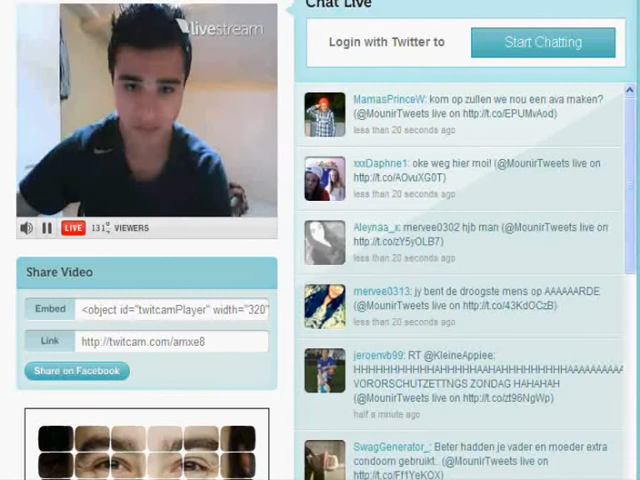 Chat Live
livestream
Login with Twitter to
Start Chatting
MamasPrinceW: kom op zullen we nou een ava maken?
(@MounirTweets live on http://t.co/EPUMvAod)
less than 20 seconds ago
xxxDaphne1: oke weg hier moi! (@MounirTweets live on
http://t.co/AOvuXG0T)
less than 20 seconds ago
Aleynaa_x: mervee0302 hjb man (@MounirTweets live on
http://t.co/zY5yOLB7)
less than 20 seconds ago
mervee0313: jy bent de droogste mens op AAAAARDE
(@MounirTweets live on http://t.co/43KdOCzB)
less than 20 seconds ago
jeroenvb99: RT @KleineAppiee:
VORORSCHUTZETTNGS ZONDAG HAHAHAH
(@MounirTweets live on http://t.co/zt96NgWp)
half a minute ago
SwagGenerator_: Beter hadden je vader en moeder extra
condoom gebruikt.. (@MounirTweets live on
http://t.co/Ff1YeKOX)
LIVE
VIEWERS
Share Video
Embed
<object id="twitcamPlayer" width="320"
Link
http://twitcam.com/amxe8
Share on Facebook